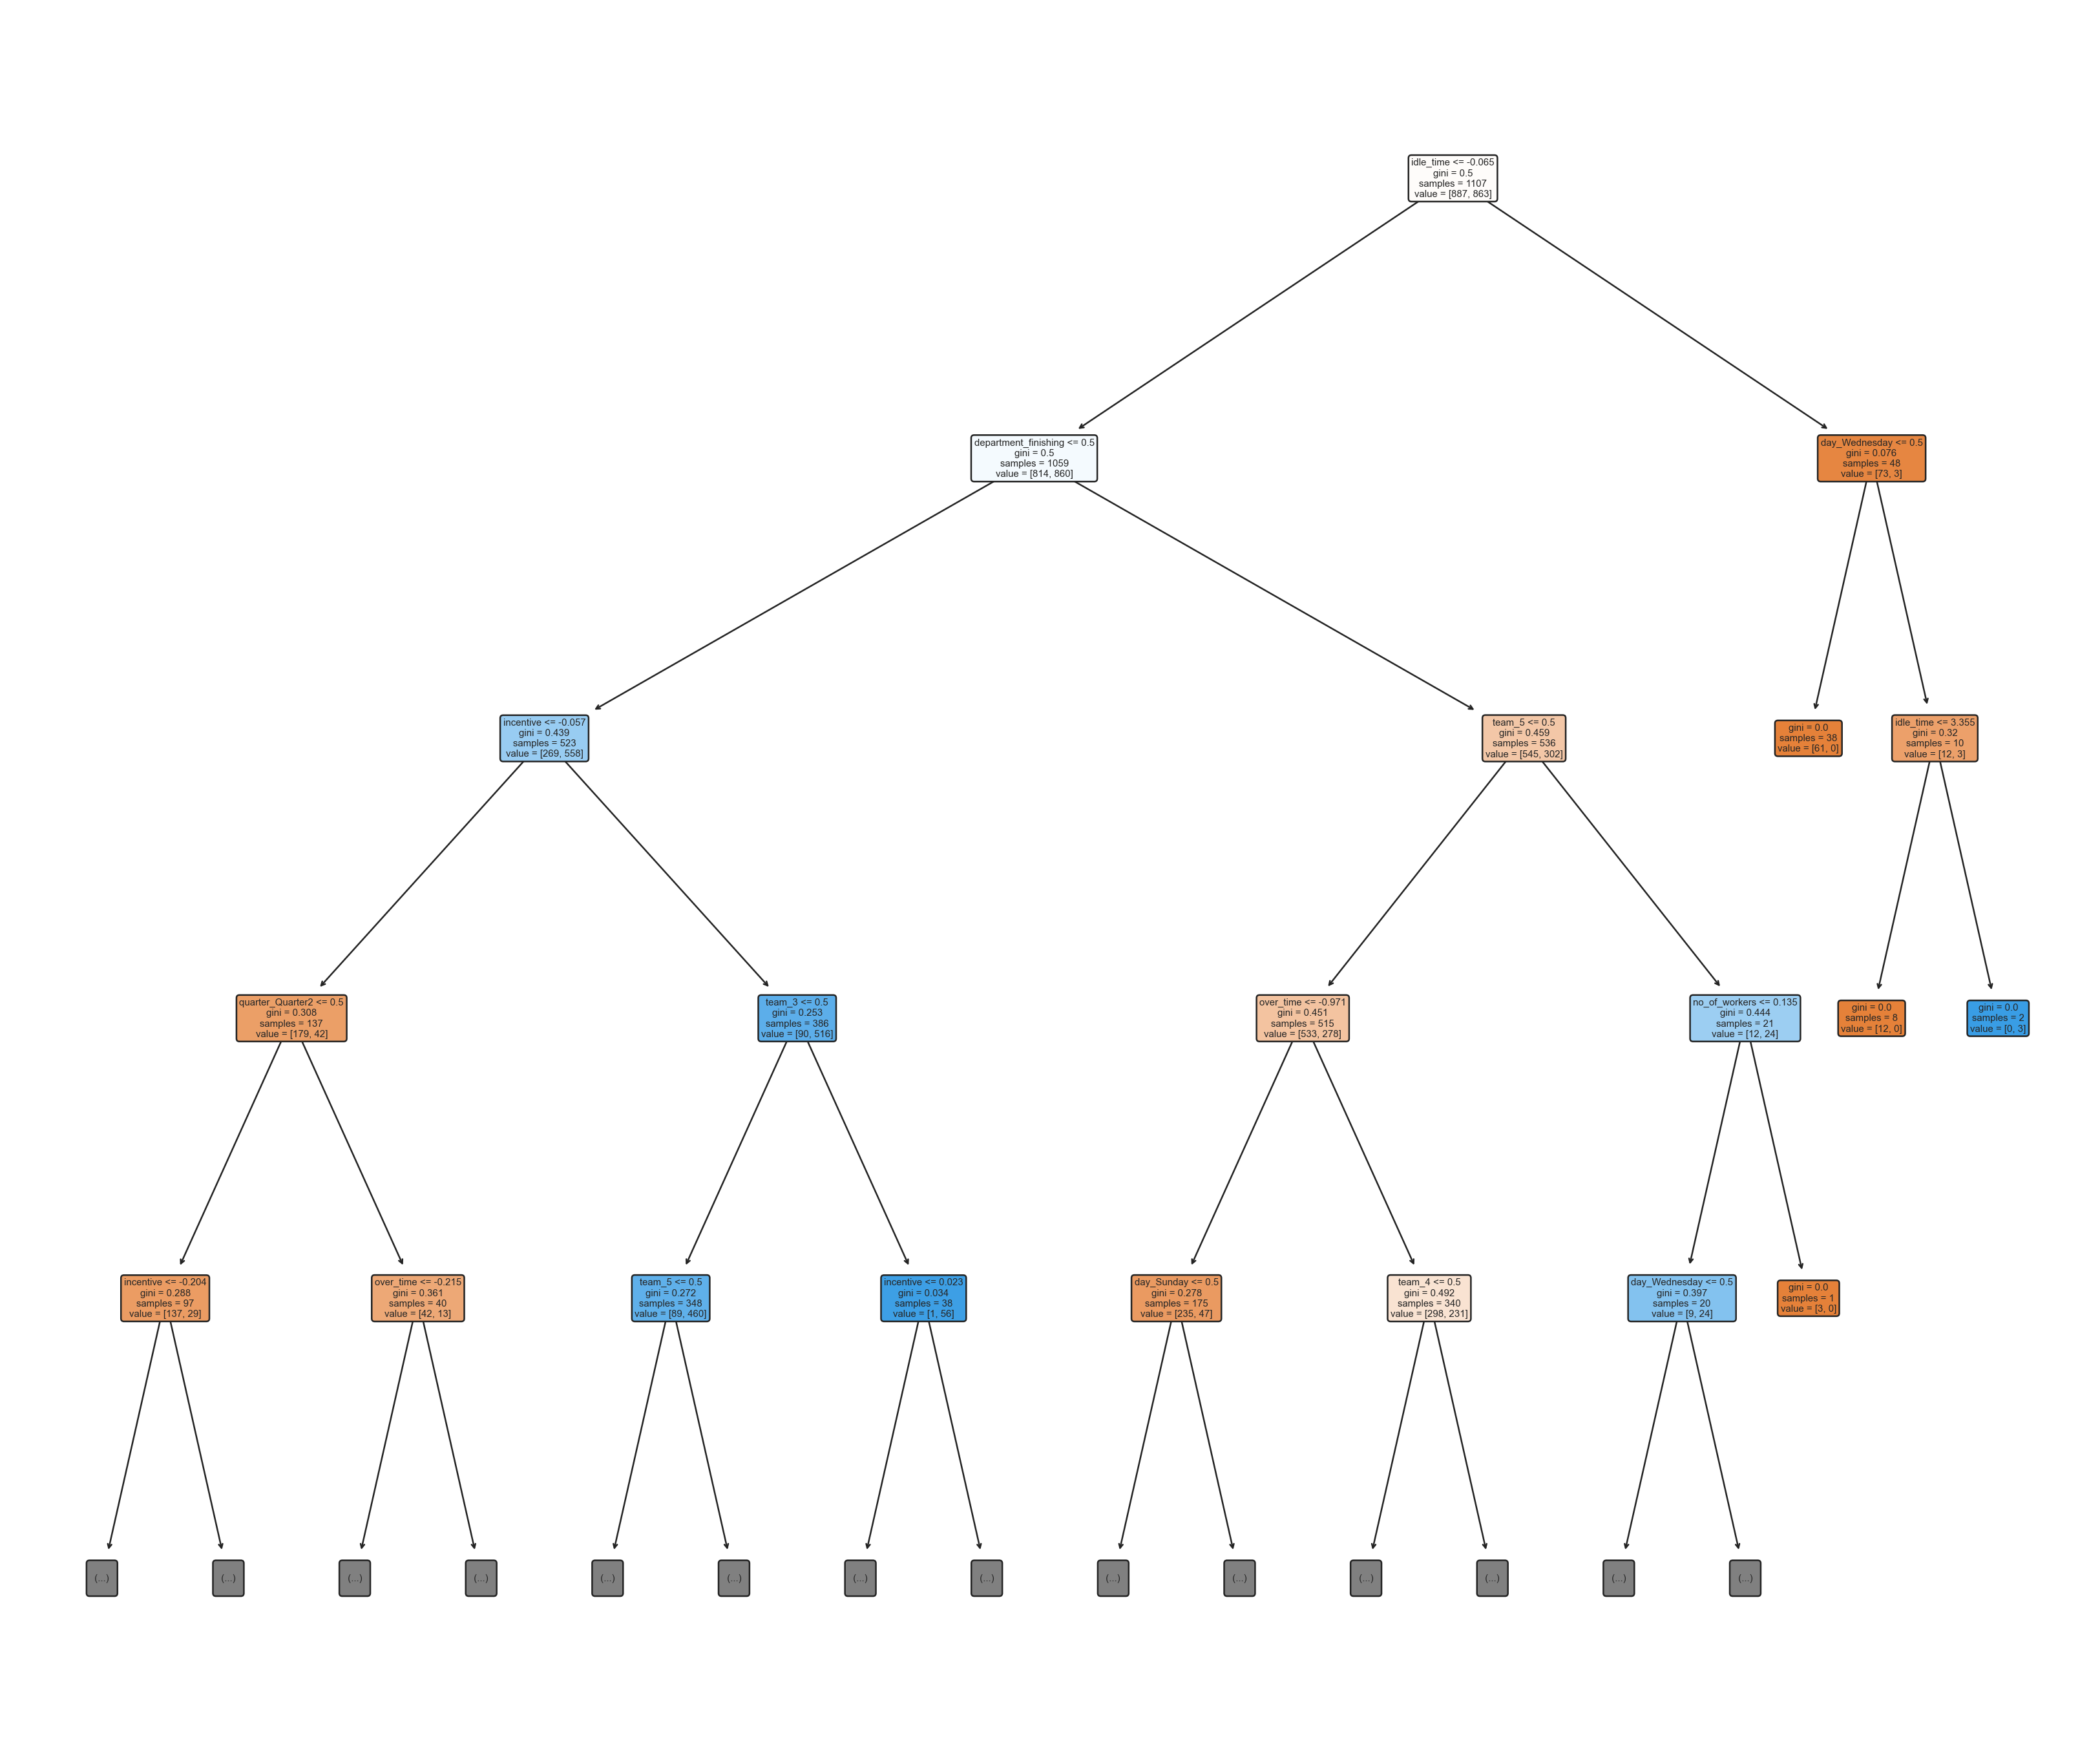 idle_time <= -0.065
gini = 0.5
samples = 1107
value = [887, 863]
department_finishing <= 0.5
gini = 0.5
samples = 1059
value = [814, 860]
day_Wednesday <= 0.5
gini = 0.076
samples = 48
value = [73, 3]
incentive <= -0.057
gini = 0.439
samples = 523
value = [269, 558]
team_5 <= 0.5
gini = 0.459
samples = 536
value = [545, 302]
gini = 0.0
samples = 38
value = [61, 0]
idle_time <= 3.355
gini = 0.32
samples = 10
value = [12, 3]
quarter_Quarter2 <= 0.5
gini = 0.308
samples = 137
value = [179, 42]
team_3 <= 0.5
gini = 0.253
samples = 386
value = [90, 516]
over_time <= -0.971
gini = 0.451
samples = 515
value = [533, 278]
no_of_workers <= 0.135
gini = 0.444
samples = 21
value = [12, 24]
gini = 0.0
samples = 8
value = [12, 0]
gini = 0.0
samples = 2
value = [0, 3]
incentive <= -0.204
gini = 0.288
samples = 97
value = [137, 29]
over_time <= -0.215
gini = 0.361
samples = 40
value = [42, 13]
team_5 <= 0.5
gini = 0.272
samples = 348
value = [89, 460]
incentive <= 0.023
gini = 0.034
samples = 38
value = [1, 56]
day_Sunday <= 0.5
gini = 0.278
samples = 175
value = [235, 47]
team_4 <= 0.5
gini = 0.492
samples = 340
value = [298, 231]
day_Wednesday <= 0.5
gini = 0.397
samples = 20
value = [9, 24]
gini = 0.0
samples = 1
value = [3, 0]
(...)
(...)
(...)
(...)
(...)
(...)
(...)
(...)
(...)
(...)
(...)
(...)
(...)
(...)